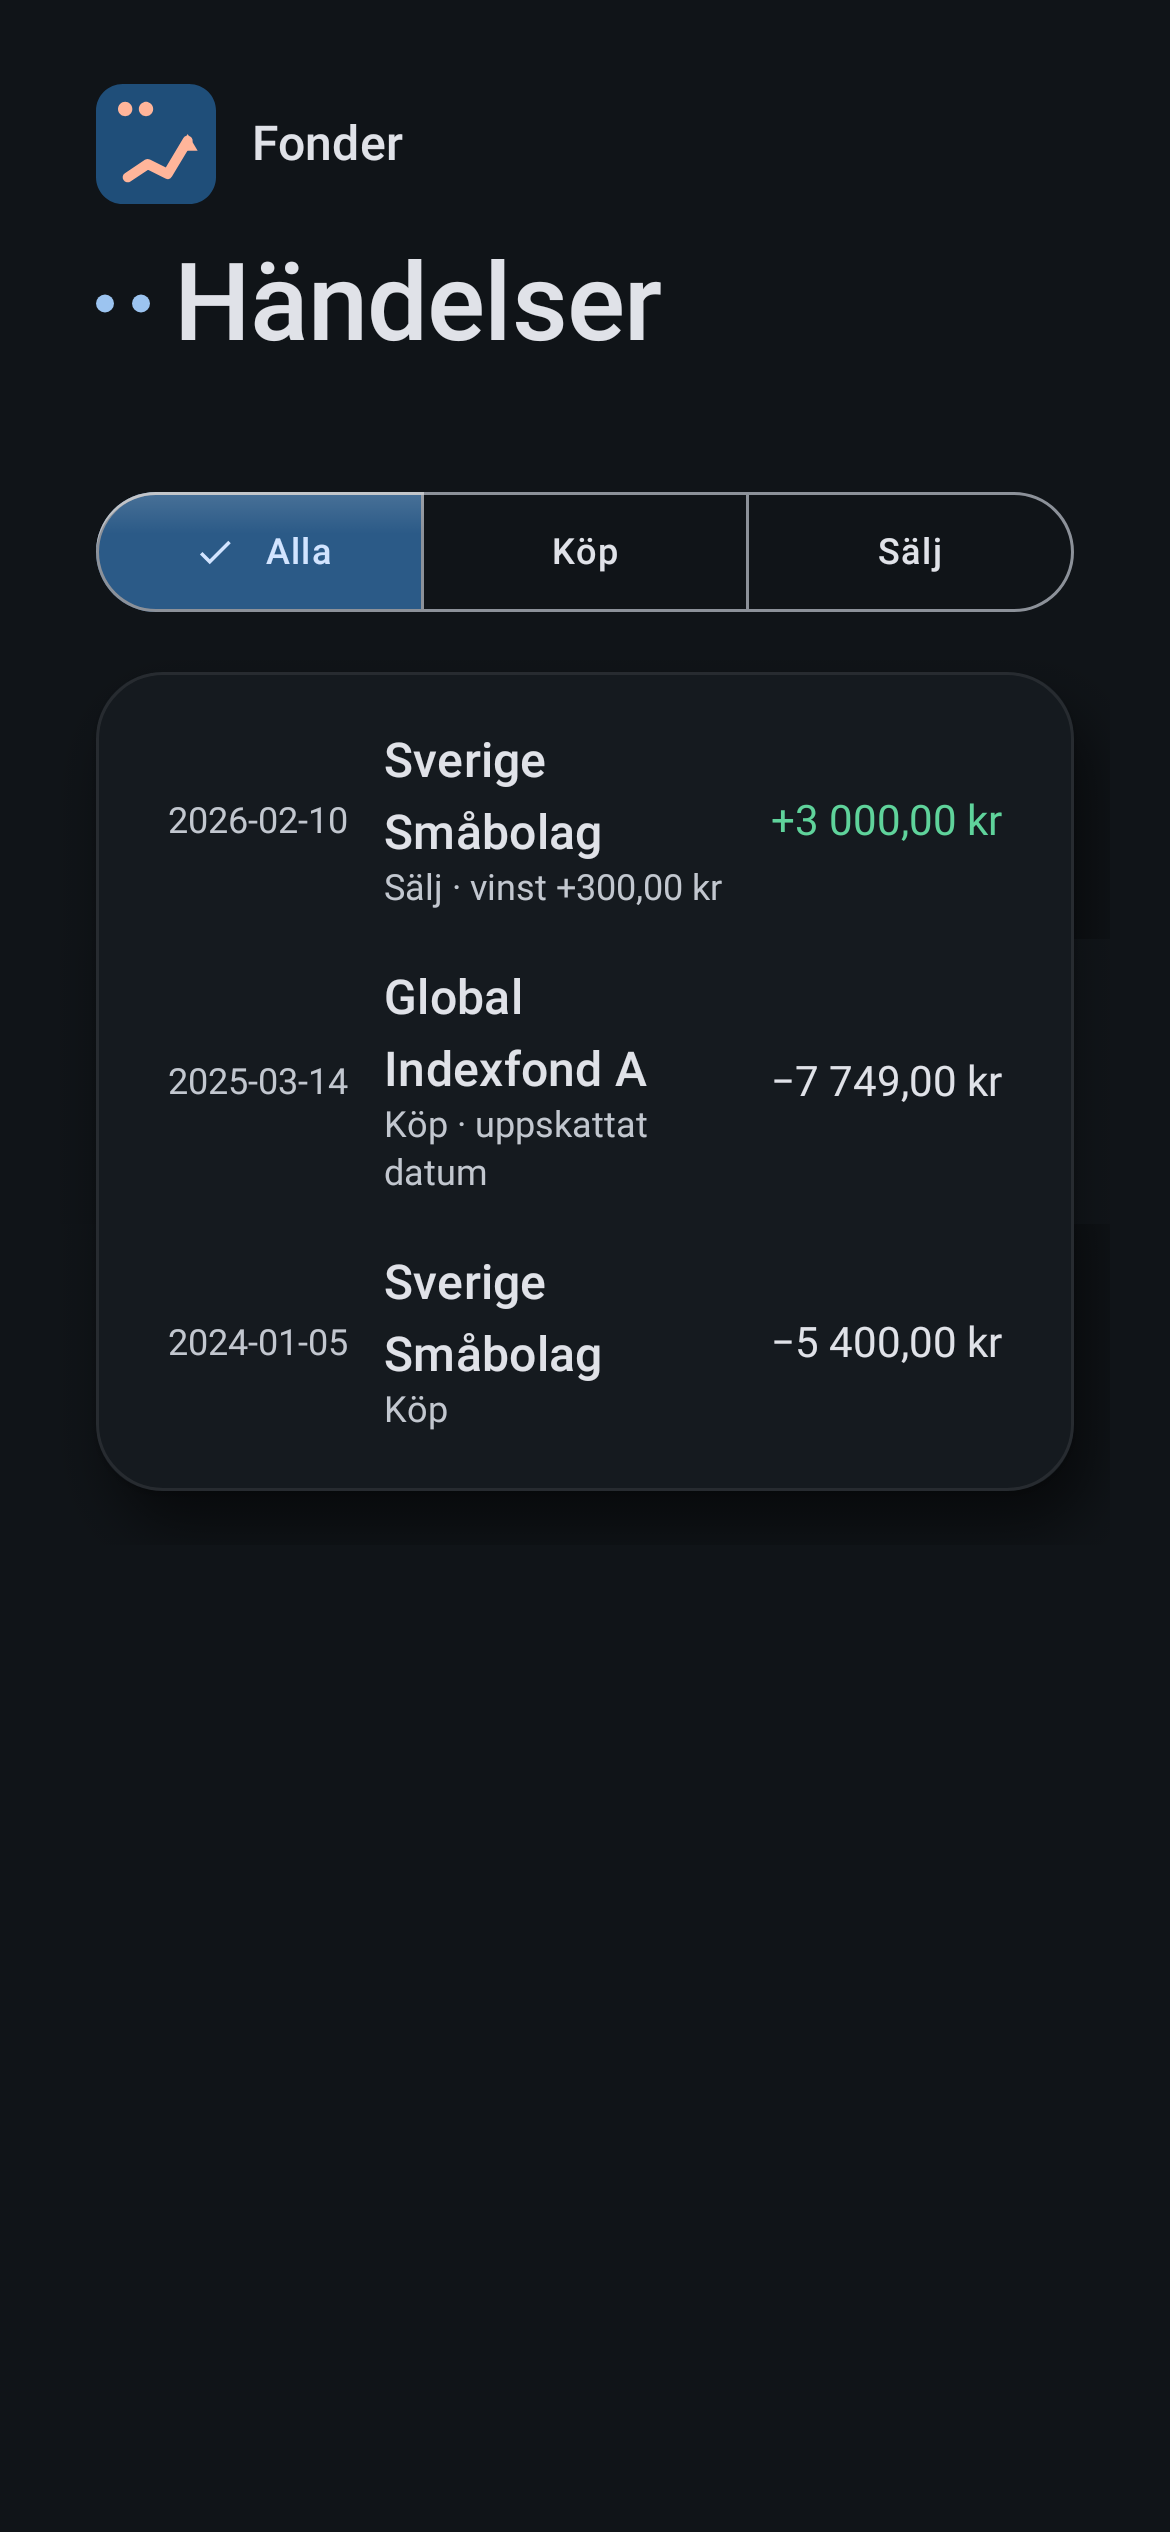 Fonder
Händelser
Alla
Köp
Sälj
2026-02-10
Sverige
Småbolag
Sälj · vinst +300,00 kr
+3 000,00 kr
2025-03-14
Global
Indexfond A
Köp · uppskattat
datum
−7 749,00 kr
2024-01-05
Sverige
Småbolag
Köp
−5 400,00 kr